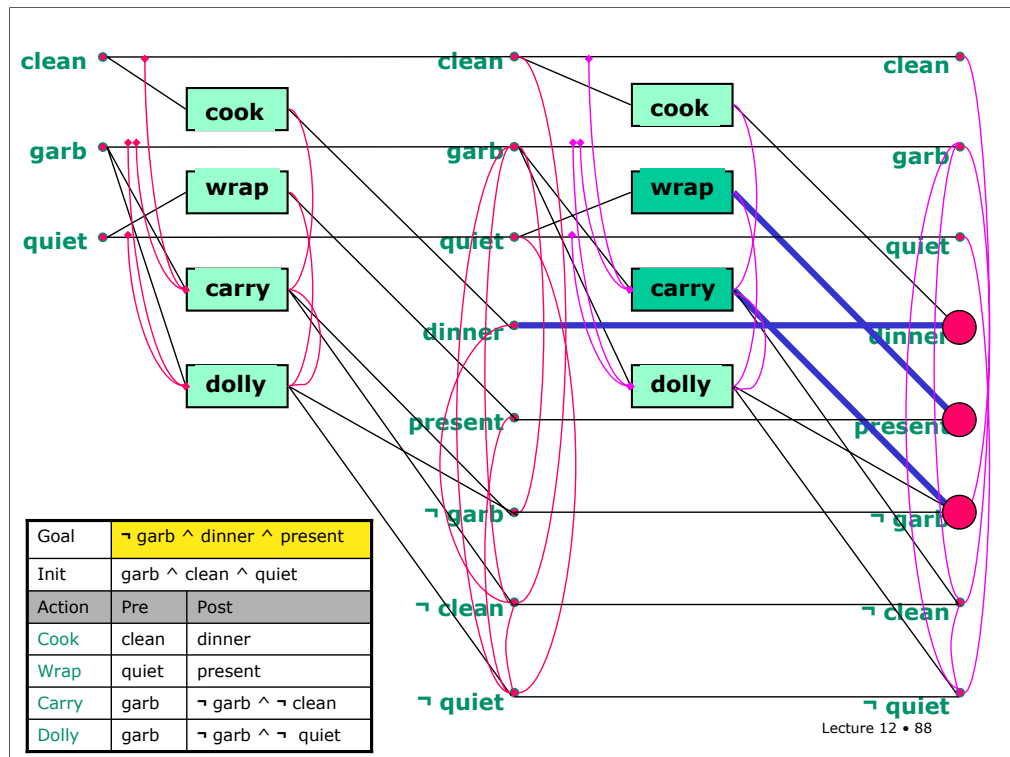 clean clean clean
cook cook
garb garb garb
wrap wrap
quiet quiet quiet
carry carry
dinner dinner
dolly dolly
present present
¬ garb ¬ garb
Goal ¬ garb ^ dinner ^ present
Init garb ^ clean ^ quiet
Action Pre Post
Cook clean dinner
Wrap quiet present
Carry garb ¬ garb ^ ¬ clean
Dolly garb ¬ garb ^ ¬ quiet
¬ clean ¬ clean
¬ quiet ¬ quiet
Lecture 12 • 88